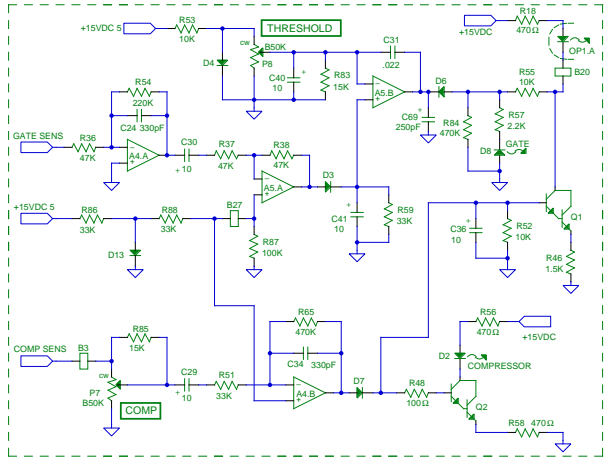 +15VDC 5
R53
10K
THRESHOLD
+15VDC
R18
470Ω
OP1.A
B20
D4
cw
B50K
P8
C40
10
+
R83
15K
C31
.022
A5.B
D6
R55
10K
C69
250pF
+
R84
470K
R57
2.2K
D8
GATE
R54
220K
C24 330pF
GATE SENS
R36
47K
A4.A
C30
+ 10
R37
47K
R38
47K
A5.A
D3
+15VDC 5
R86
33K
R88
33K
B27
D13
R87
100K
+
C41
10
R59
33K
+
C36
10
R52
10K
Q1
R46
1.5K
COMP SENS
B3
R85
15K
cw
P7
B50K
COMP
C29
+ 10
R51
33K
R65
470K
C34
330pF
A4.B
D7
R48
100Ω
R56
470Ω
+15VDC
D2
COMPRESSOR
Q2
R58 470Ω